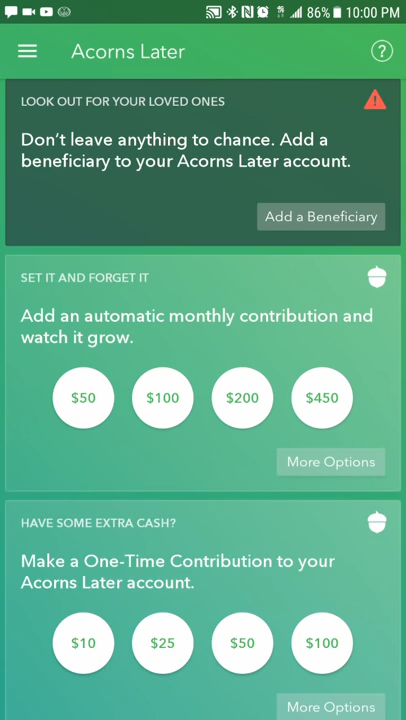 86% 10:00 PM
Acorns Later
?
LOOK OUT FOR YOUR LOVED ONES
Don’t leave anything to chance. Add a
beneficiary to your Acorns Later account.
Add a Beneficiary
SET IT AND FORGET IT
Add an automatic monthly contribution and
watch it grow.
$50 $100 $200 $450
More Options
HAVE SOME EXTRA CASH?
Make a One-Time Contribution to your
Acorns Later account.
$10 $25 $50 $100
More Options